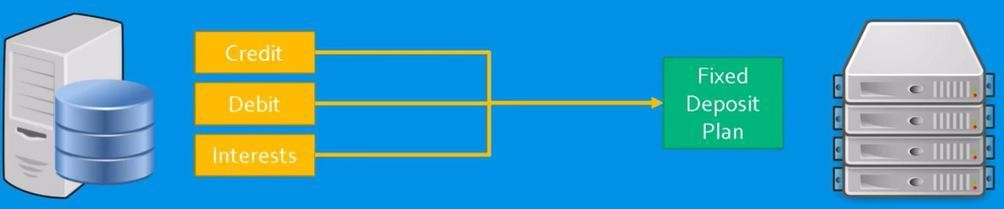 Credit
Debit
Interests
Fixed
Deposit
Plan